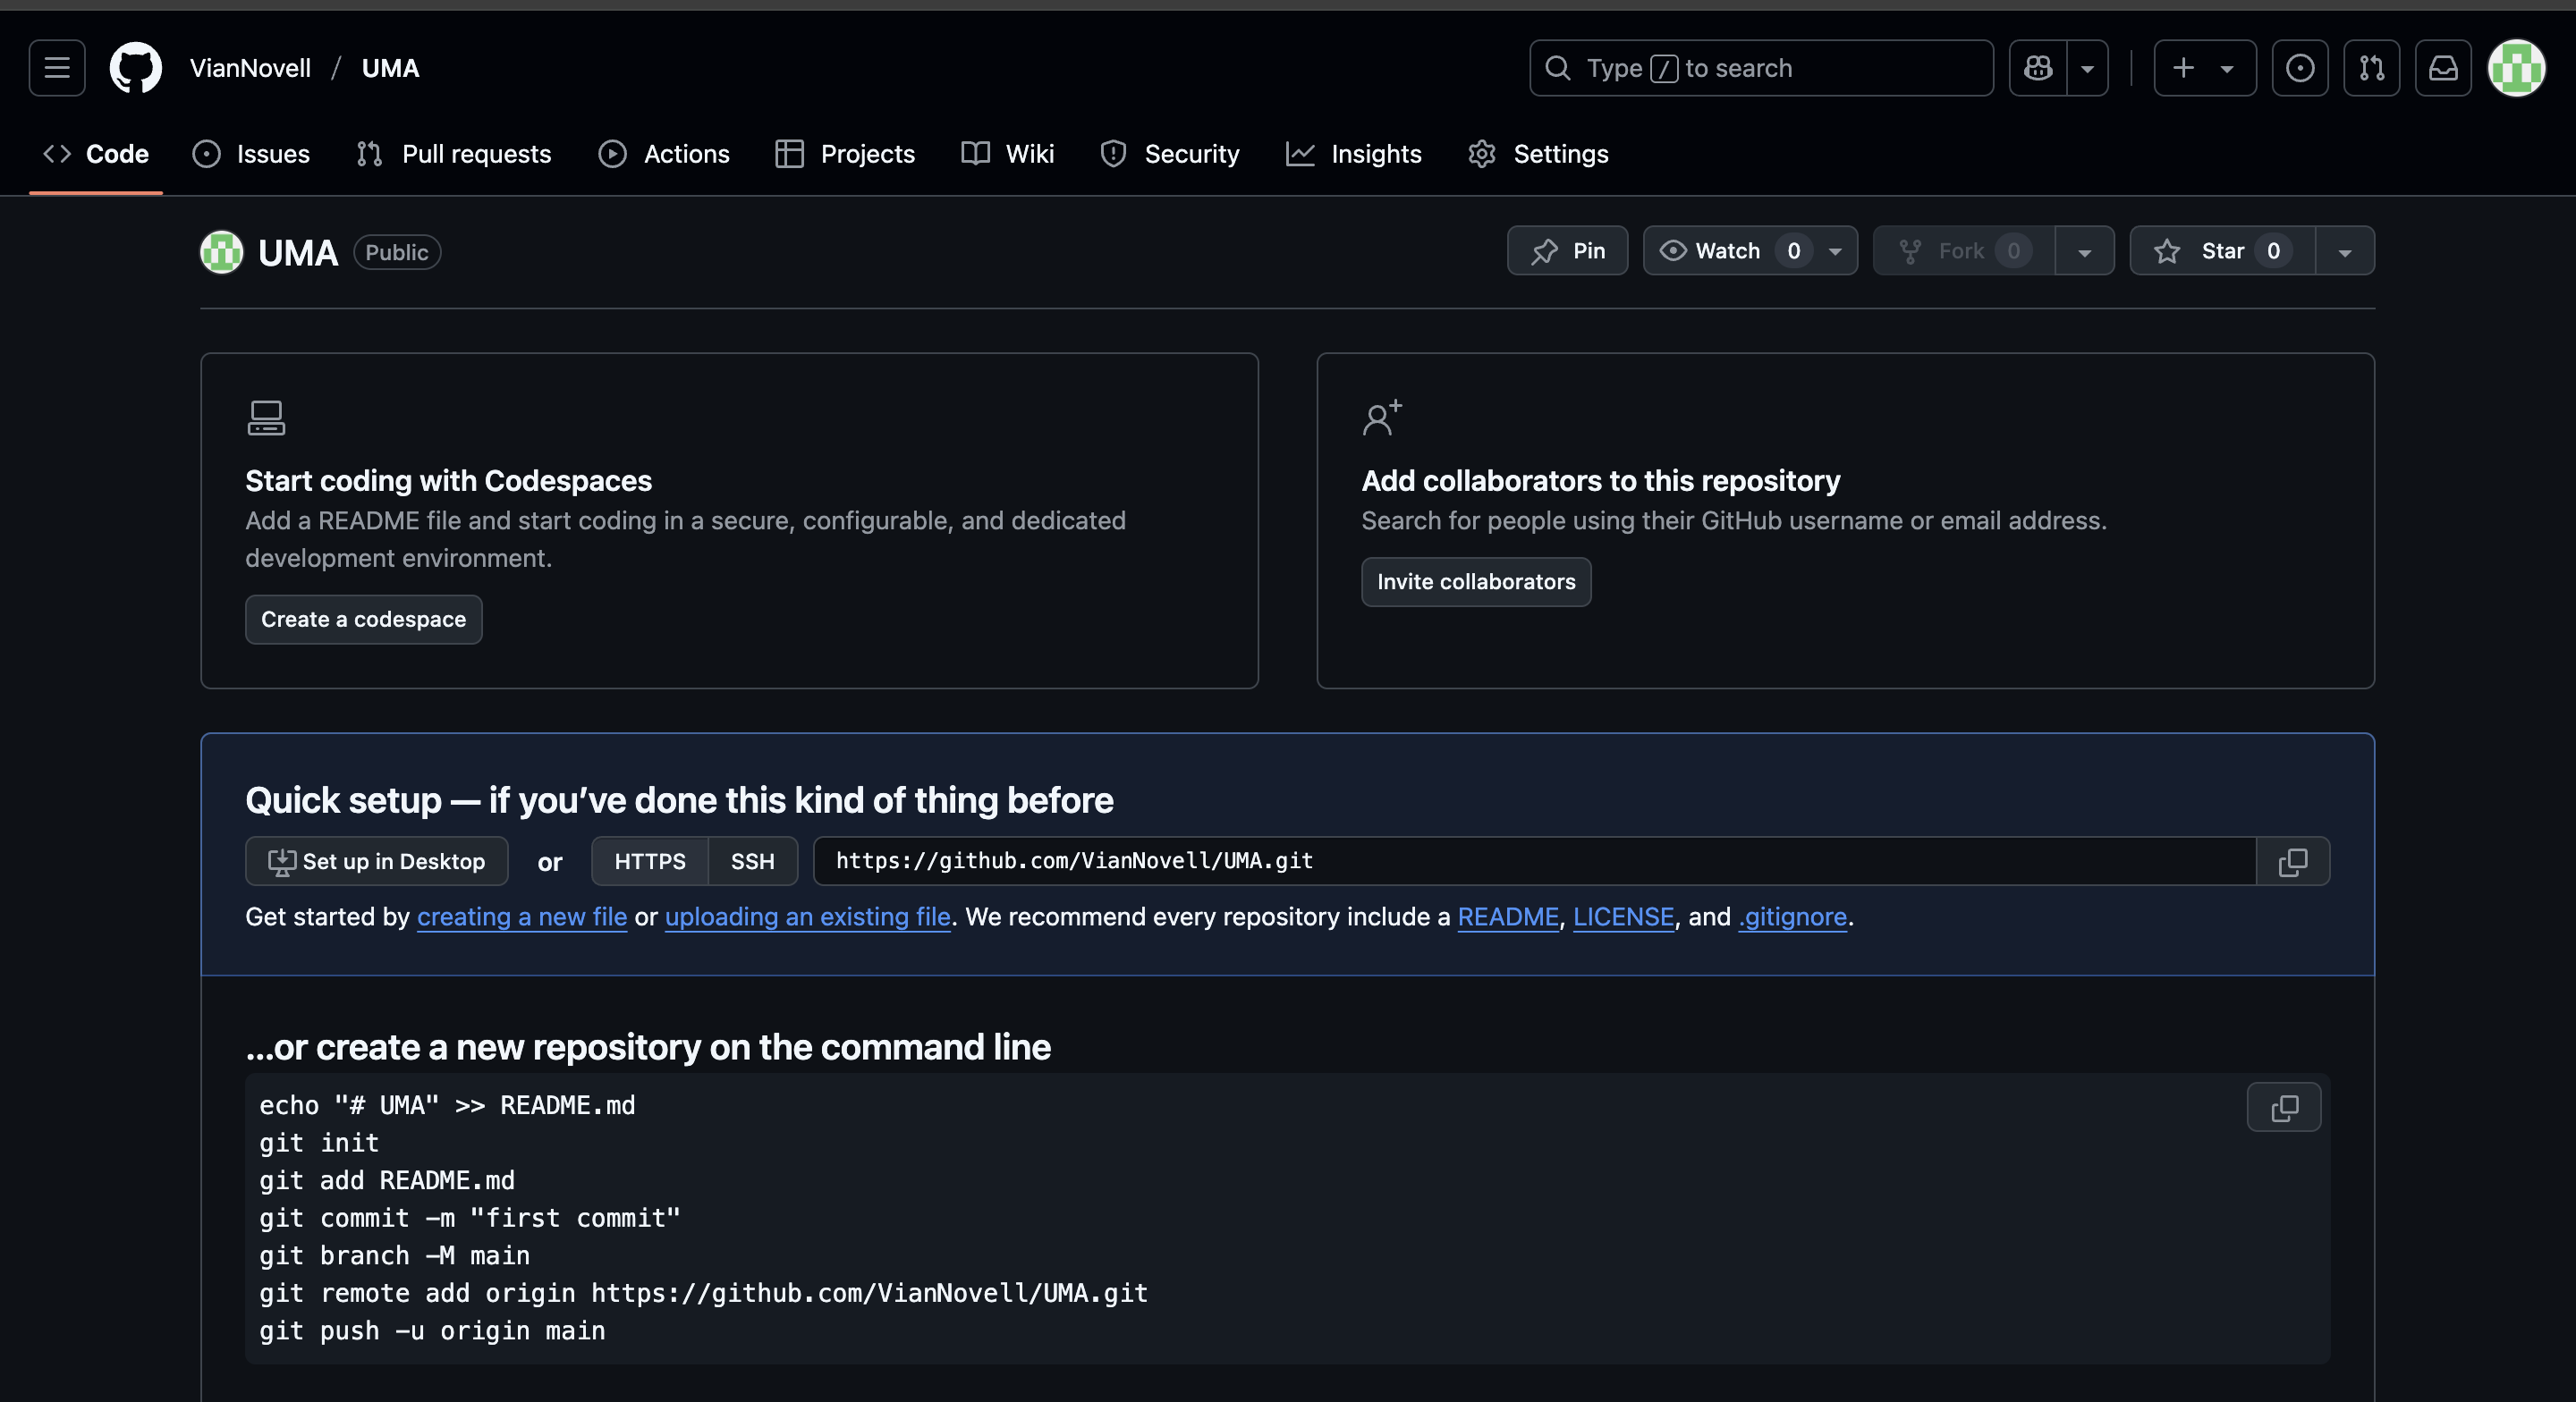 VianNovell / UMA
Type / to search
Code
Issues
Pull requests
Actions
Projects
Wiki
Security
Insights
Settings
UMA Public
Pin
Watch 0
Fork 0
Star 0
Start coding with Codespaces
Add a README file and start coding in a secure, configurable, and dedicated
development environment.
Create a codespace
Add collaborators to this repository
Search for people using their GitHub username or email address.
Invite collaborators
Quick setup — if you’ve done this kind of thing before
Set up in Desktop or HTTPS SSH https://github.com/VianNovell/UMA.git
Get started by creating a new file or uploading an existing file. We recommend every repository include a README, LICENSE, and .gitignore.
…or create a new repository on the command line
echo "# UMA" >> README.md
git init
git add README.md
git commit -m "first commit"
git branch -M main
git remote add origin https://github.com/VianNovell/UMA.git
git push -u origin main